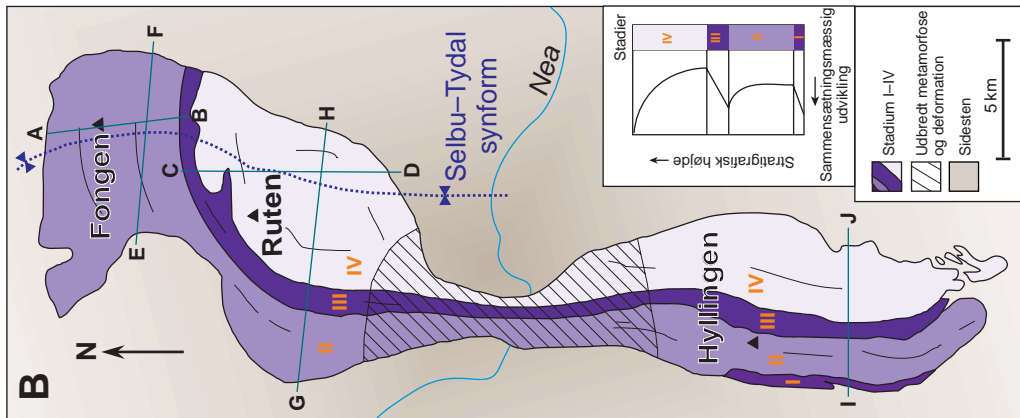 B
N
A
F
Fongen
B
E
C
Ruten
H
IV
III
II
G
D
Selbu–Tydal
synform
Nea
Hyllingen
IV
III
II
I
I
J
Stadier
IV
III
II
I
Stratigrafisk højde
Sammensætningsmæssig
udvikling
Stadium I–IV
Udbredt metamorfose
og deformation
Sidesten
5 km